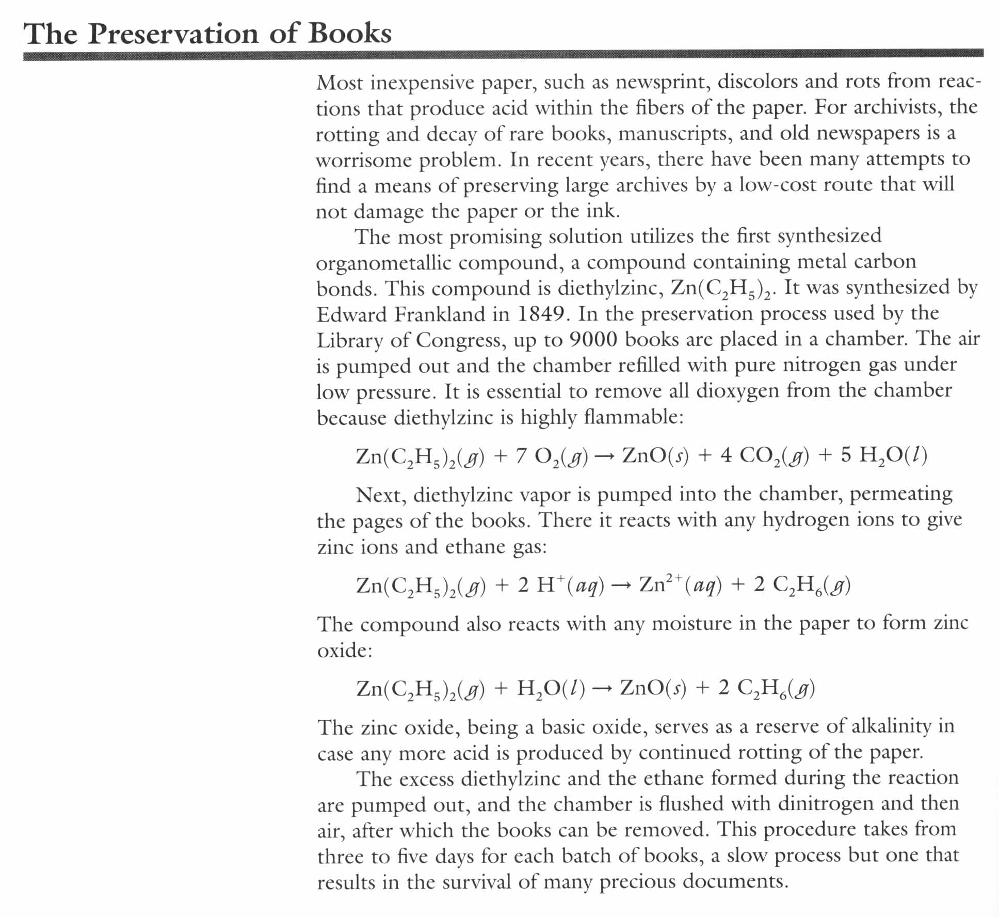 The Preservation of Books
Most inexpensive paper, such as newsprint, discolors and rots from reac-
tions that produce acid within the fibers of the paper. For archivists, the
rotting and decay of rare books, manuscripts, and old newspapers is a
worrisome problem. In recent years, there have been many attempts to
find a means of preserving large archives by a low-cost route that will
not damage the paper or the ink.
The most promising solution utilizes the first synthesized
organometallic compound, a compound containing metal carbon
bonds. This compound is diethylzinc, Zn(C₂H₅)₂. It was synthesized by
Edward Frankland in 1849. In the preservation process used by the
Library of Congress, up to 9000 books are placed in a chamber. The air
is pumped out and the chamber refilled with pure nitrogen gas under
low pressure. It is essential to remove all dioxygen from the chamber
because diethylzinc is highly flammable:
Zn(C₂H₅)₂(g) + 7 O₂(g) → ZnO(s) + 4 CO₂(g) + 5 H₂O(l)
Next, diethylzinc vapor is pumped into the chamber, permeating
the pages of the books. There it reacts with any hydrogen ions to give
zinc ions and ethane gas:
Zn(C₂H₅)₂(g) + 2 H⁺(aq) → Zn²⁺(aq) + 2 C₂H₆(g)
The compound also reacts with any moisture in the paper to form zinc
oxide:
Zn(C₂H₅)₂(g) + H₂O(l) → ZnO(s) + 2 C₂H₆(g)
The zinc oxide, being a basic oxide, serves as a reserve of alkalinity in
case any more acid is produced by continued rotting of the paper.
The excess diethylzinc and the ethane formed during the reaction
are pumped out, and the chamber is flushed with dinitrogen and then
air, after which the books can be removed. This procedure takes from
three to five days for each batch of books, a slow process but one that
results in the survival of many precious documents.